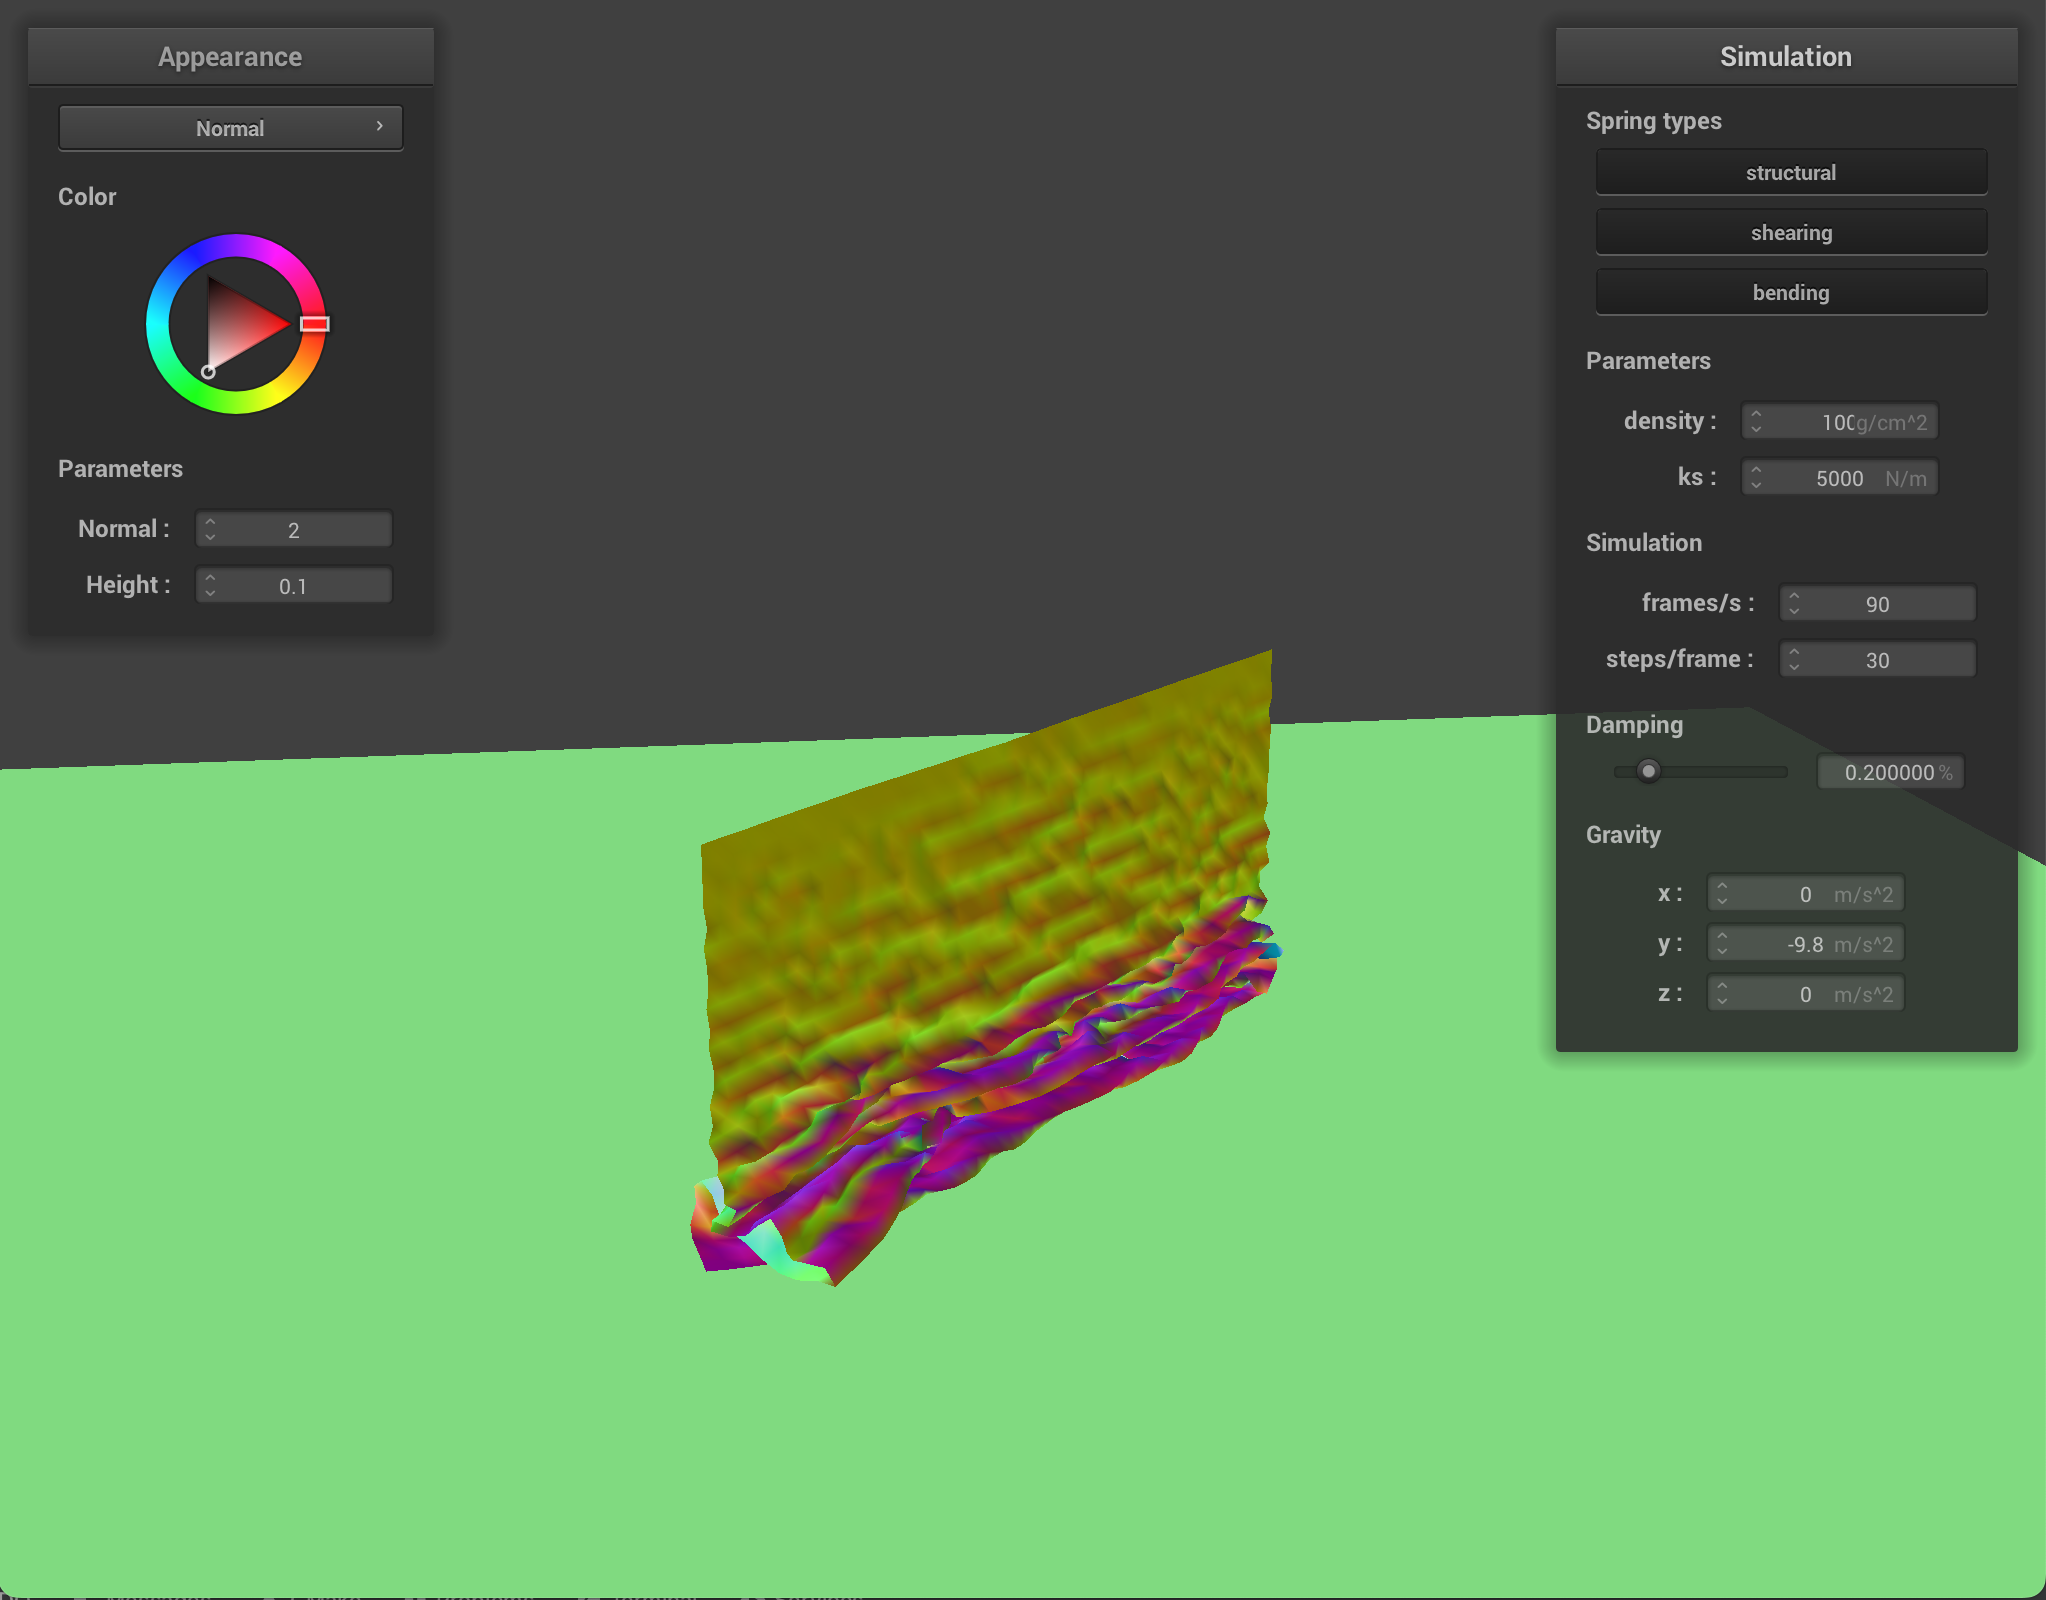 Appearance
Normal
Color
Parameters
Normal : 2
Height : 0.1
Simulation
Spring types
structural
shearing
bending
Parameters
density : 100 g/cm^2
ks : 5000 N/m
Simulation
frames/s : 90
steps/frame : 30
Damping
0.200000 %
Gravity
x : 0 m/s^2
y : -9.8 m/s^2
z : 0 m/s^2